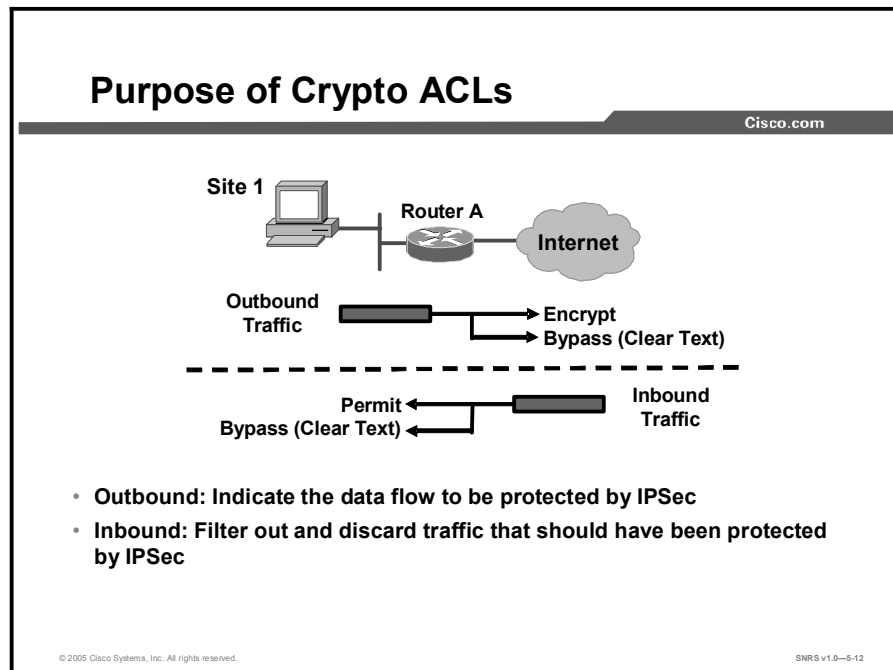 Purpose of Crypto ACLs
Cisco.com
Site 1
Router A
Internet
Outbound
Traffic
Encrypt
Bypass (Clear Text)
Permit
Bypass (Clear Text)
Inbound
Traffic
• Outbound: Indicate the data flow to be protected by IPSec
• Inbound: Filter out and discard traffic that should have been protected
by IPSec
© 2005 Cisco Systems, Inc. All rights reserved.
SNRS v1.0—5-12